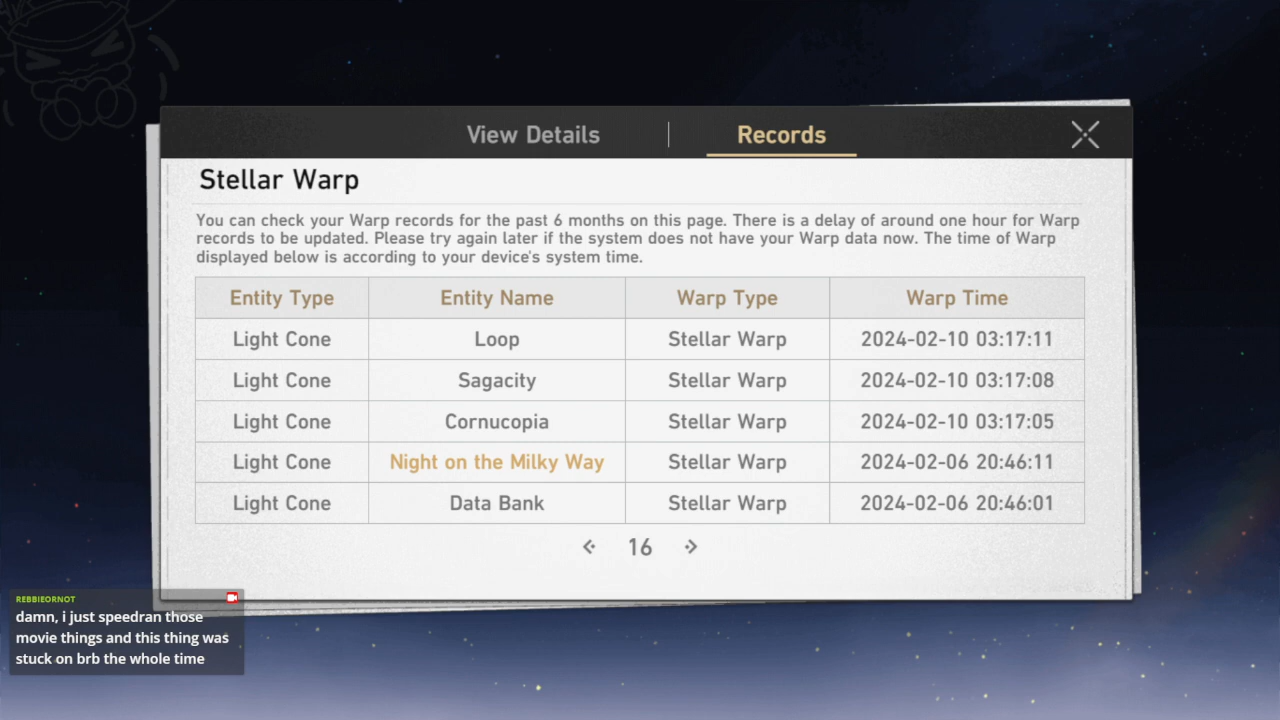 View Details
Records
Stellar Warp
You can check your Warp records for the past 6 months on this page. There is a delay of around one hour for Warp
records to be updated. Please try again later if the system does not have your Warp data now. The time of Warp
displayed below is according to your device's system time.
Entity Type Entity Name Warp Type Warp Time
Light Cone Loop Stellar Warp 2024-02-10 03:17:11
Light Cone Sagacity Stellar Warp 2024-02-10 03:17:08
Light Cone Cornucopia Stellar Warp 2024-02-10 03:17:05
Light Cone Night on the Milky Way Stellar Warp 2024-02-06 20:46:11
Light Cone Data Bank Stellar Warp 2024-02-06 20:46:01
16
REBBIEORNOT
damn, i just speedran those
movie things and this thing was
stuck on brb the whole time